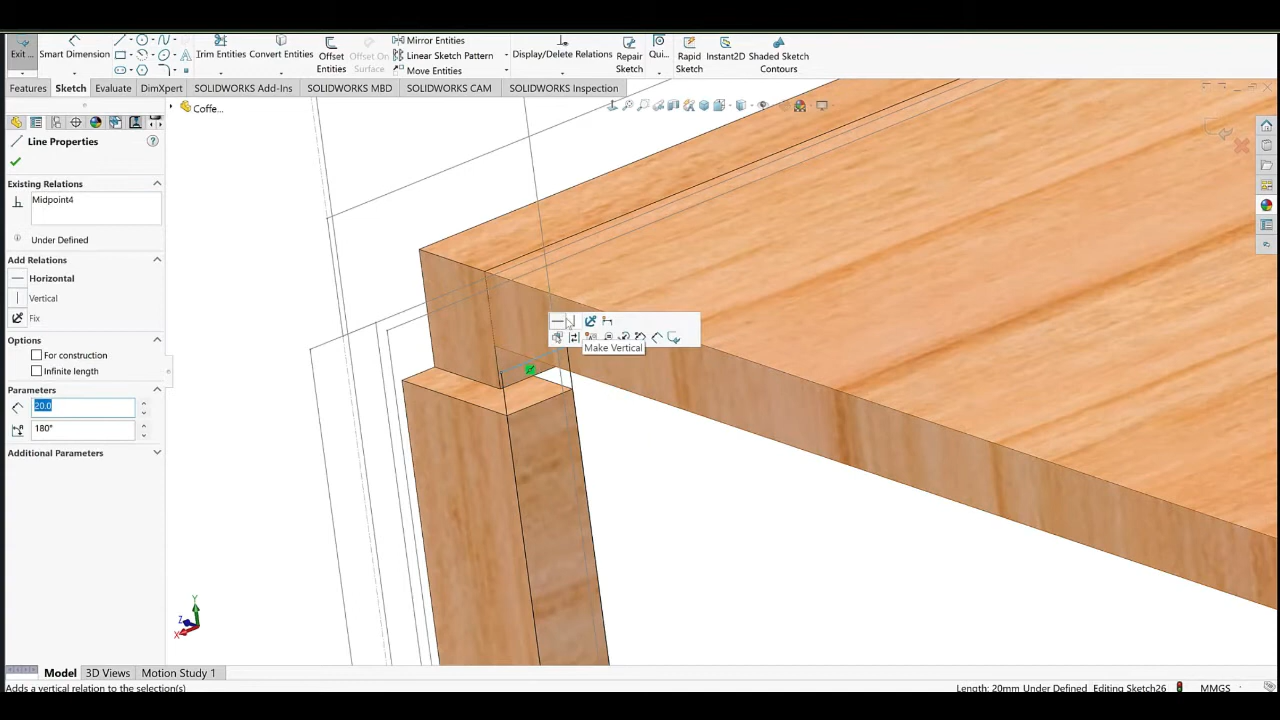 Exit ...
Smart Dimension
Trim Entities
Convert Entities
Offset Entities
Offset On Surface
Mirror Entities
Linear Sketch Pattern
Move Entities
Display/Delete Relations
Repair Sketch
Qui...
Rapid Sketch
Instant2D
Shaded Sketch Contours
Features
Sketch
Evaluate
DimXpert
SOLIDWORKS Add-Ins
SOLIDWORKS MBD
SOLIDWORKS CAM
SOLIDWORKS Inspection
Coffe...
Line Properties
Existing Relations
Midpoint4
Under Defined
Add Relations
Horizontal
Vertical
Fix
Options
For construction
Infinite length
Parameters
20.0
180°
Additional Parameters
Make Vertical
Y
Z
X
Model
3D Views
Motion Study 1
Adds a vertical relation to the selection(s)
Length: 20mm Under Defined Editing Sketch26
MMGS